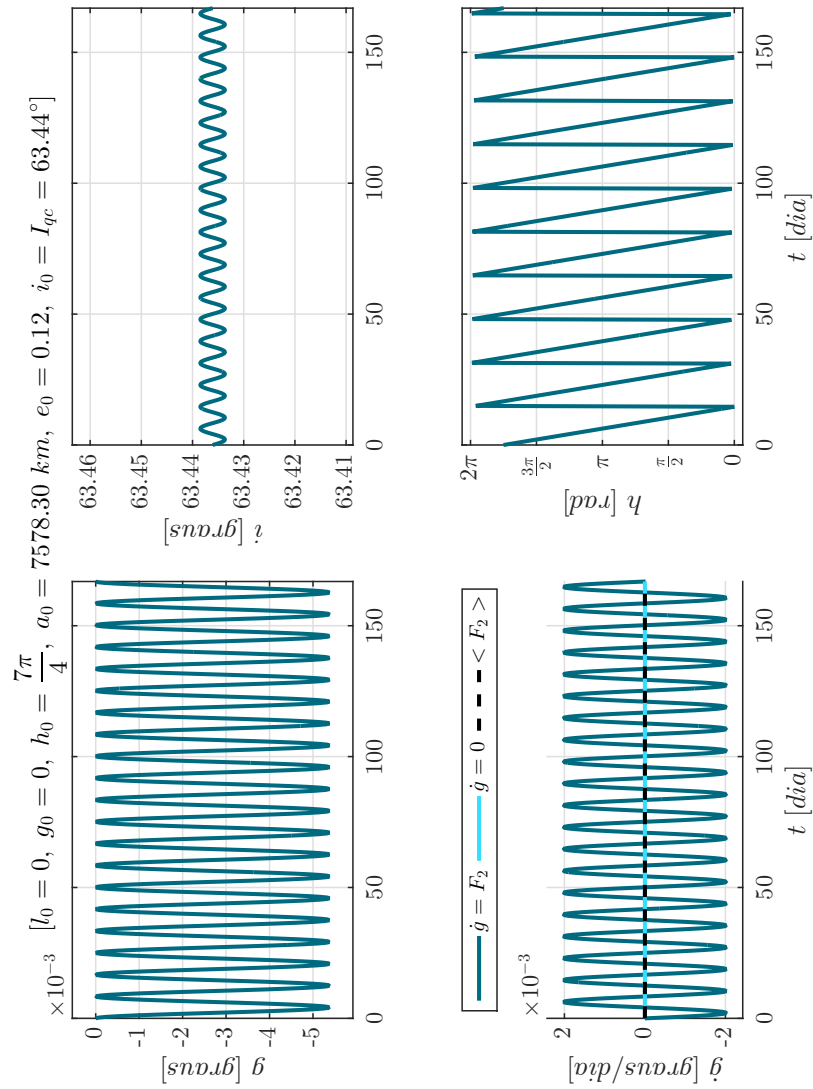 [l₀ = 0, g₀ = 0, h₀ = 7π/4, a₀ = 7578.30 km, e₀ = 0.12, i₀ = I_qc = 63.44°]
×10⁻³
0
-1
-2
-3
-4
-5
g [graus]
0 50 100 150
63.46
63.45
63.44
63.43
63.42
63.41
i [graus]
0 50 100 150
ġ = F₂ ġ = 0 < F₂ >
×10⁻³
2
0
-2
ġ [graus/dia]
0 50 100 150
t [dia]
2π
3π/2
π
π/2
0
h [rad]
0 50 100 150
t [dia]